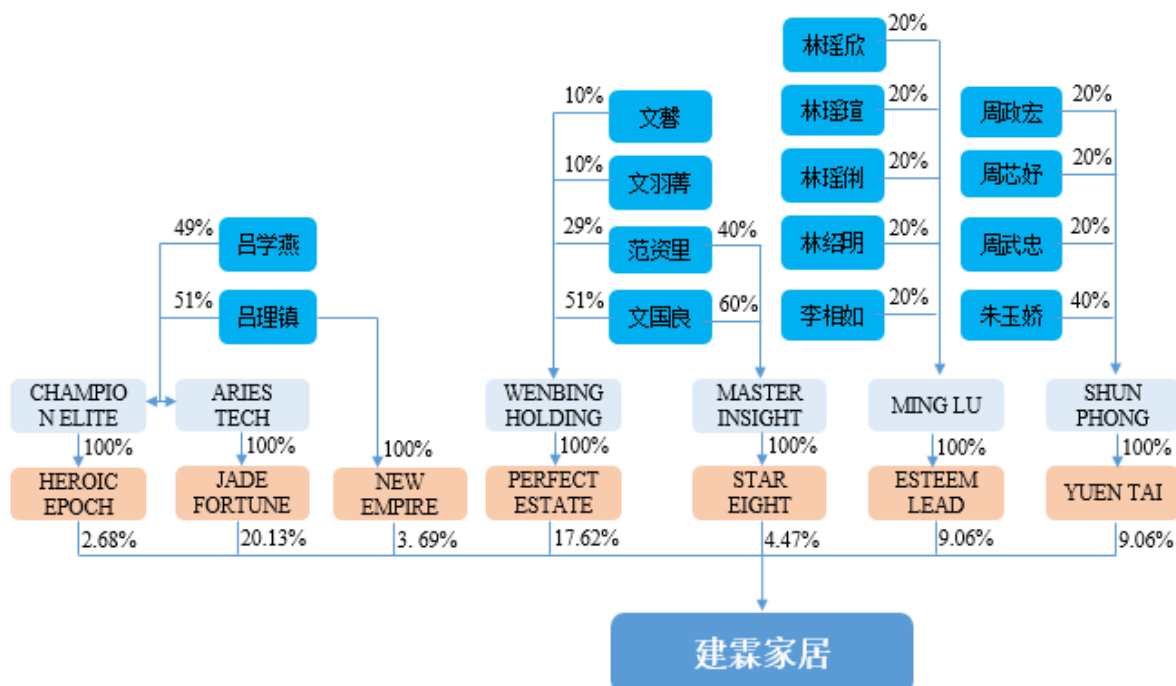 林瑶欣
20%
10%
文馨
林瑶瑄
20%
周政宏
20%
10%
文羽菁
林瑶俐
20%
周芯妤
20%
49%
吕学燕
29%
范资里
40%
林绍明
20%
周武忠
20%
51%
吕理镇
51%
文国良
60%
李相如
20%
朱玉娇
40%
CHAMPIO
N ELITE
ARIES
TECH
WENBING
HOLDING
MASTER
INSIGHT
MING LU
SHUN
PHONG
100%
100%
100%
100%
100%
100%
100%
HEROIC
EPOCH
JADE
FORTUNE
NEW
EMPIRE
PERFECT
ESTATE
STAR
EIGHT
ESTEEM
LEAD
YUEN TAI
2.68%
20.13%
3. 69%
17.62%
4.47%
9.06%
9.06%
建霖家居